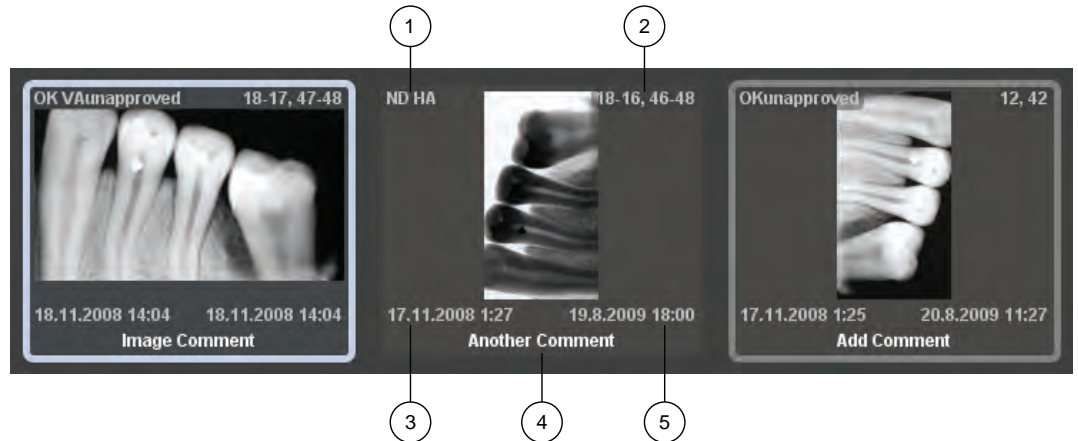 1 2
OK VAunapproved 18-17, 47-48
ND HA 18-16, 46-48
OKunapproved 12, 42
18.11.2008 14:04 18.11.2008 14:04
17.11.2008 1:27 19.8.2009 18:00
17.11.2008 1:25 20.8.2009 11:27
Image Comment
Another Comment
Add Comment
3 4 5